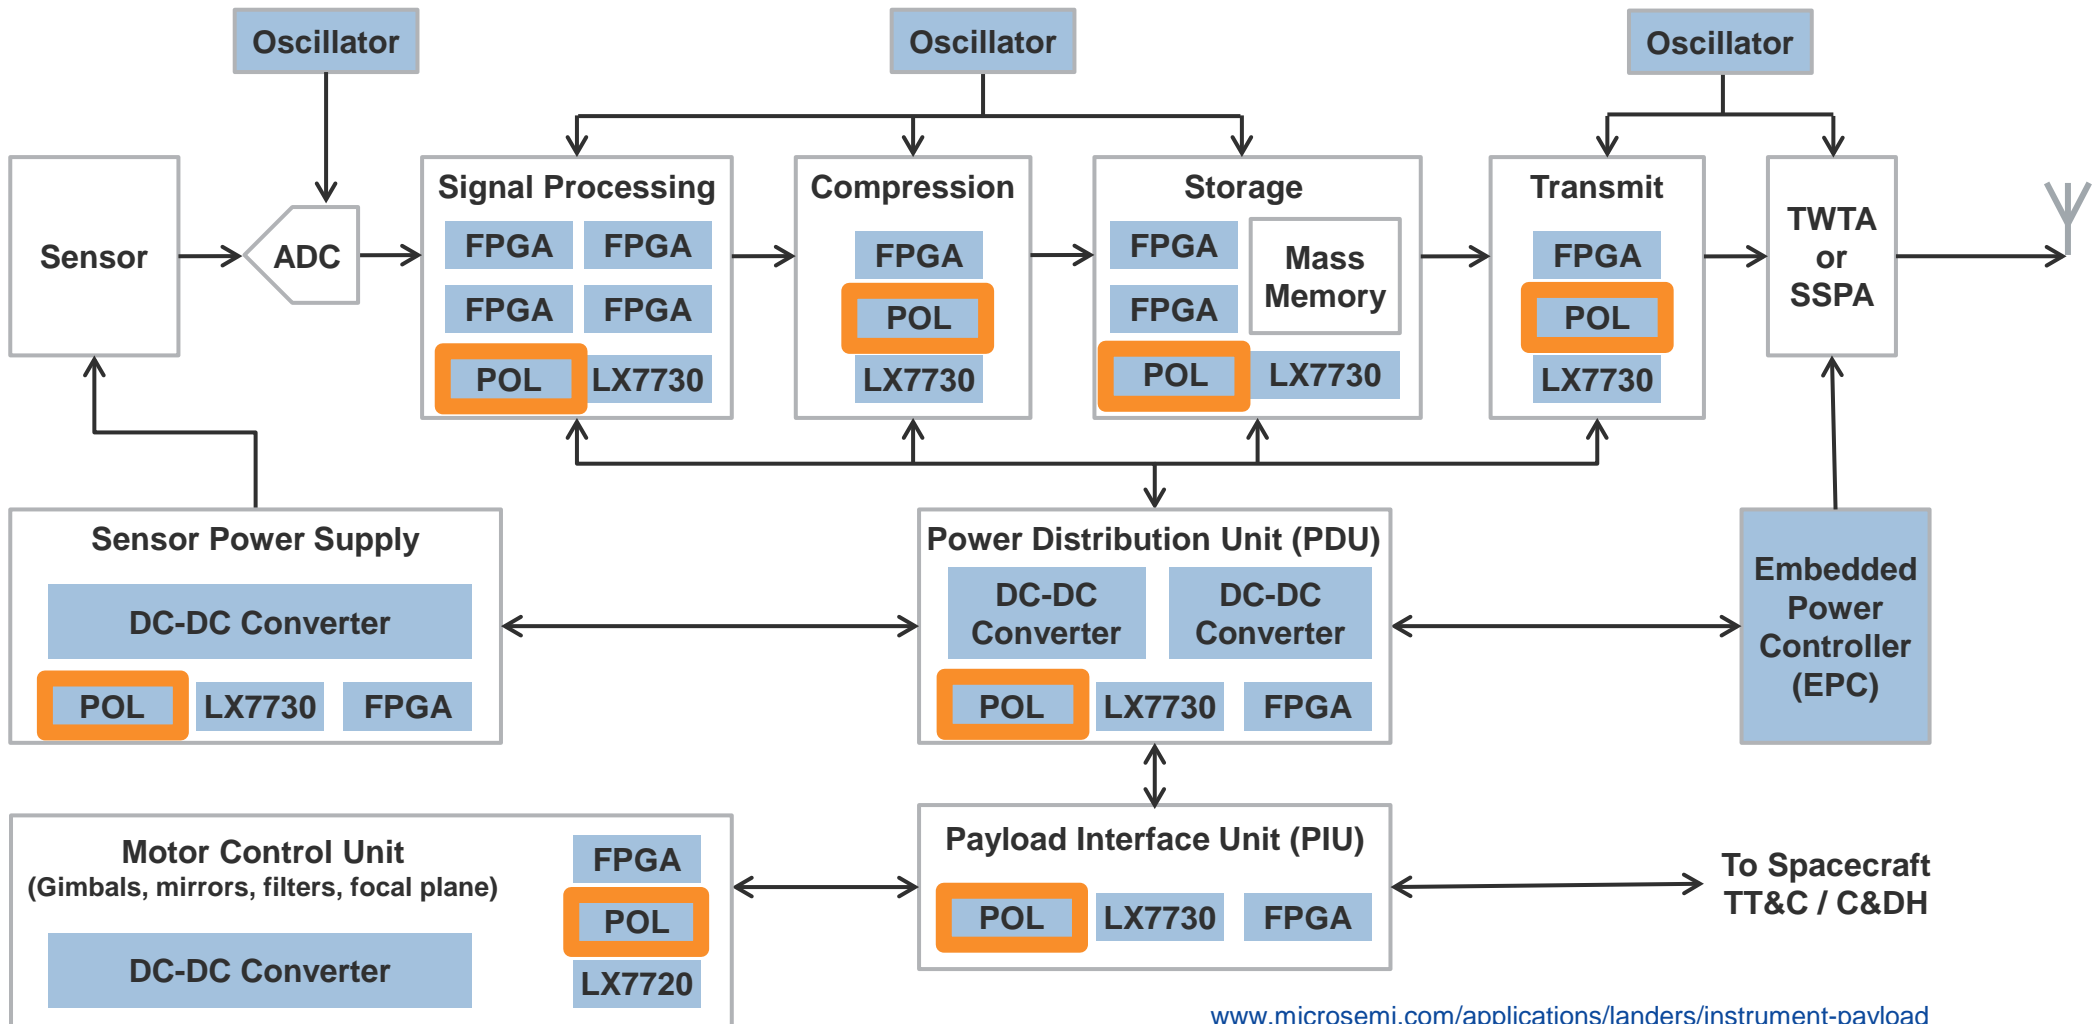 Oscillator
Oscillator
Oscillator
Sensor
ADC
Signal Processing
FPGA FPGA
FPGA FPGA
POL LX7730
Compression
FPGA
POL
LX7730
Storage
FPGA
FPGA
Mass
Memory
POL LX7730
Transmit
FPGA
POL
LX7730
TWTA
or
SSPA
Sensor Power Supply
DC-DC Converter
POL LX7730 FPGA
Power Distribution Unit (PDU)
DC-DC
Converter
DC-DC
Converter
POL LX7730 FPGA
Embedded
Power
Controller
(EPC)
Motor Control Unit
(Gimbals, mirrors, filters, focal plane)
DC-DC Converter
FPGA
POL
LX7720
Payload Interface Unit (PIU)
POL LX7730 FPGA
To Spacecraft
TT&C / C&DH
www.microsemi.com/applications/landers/instrument-payload